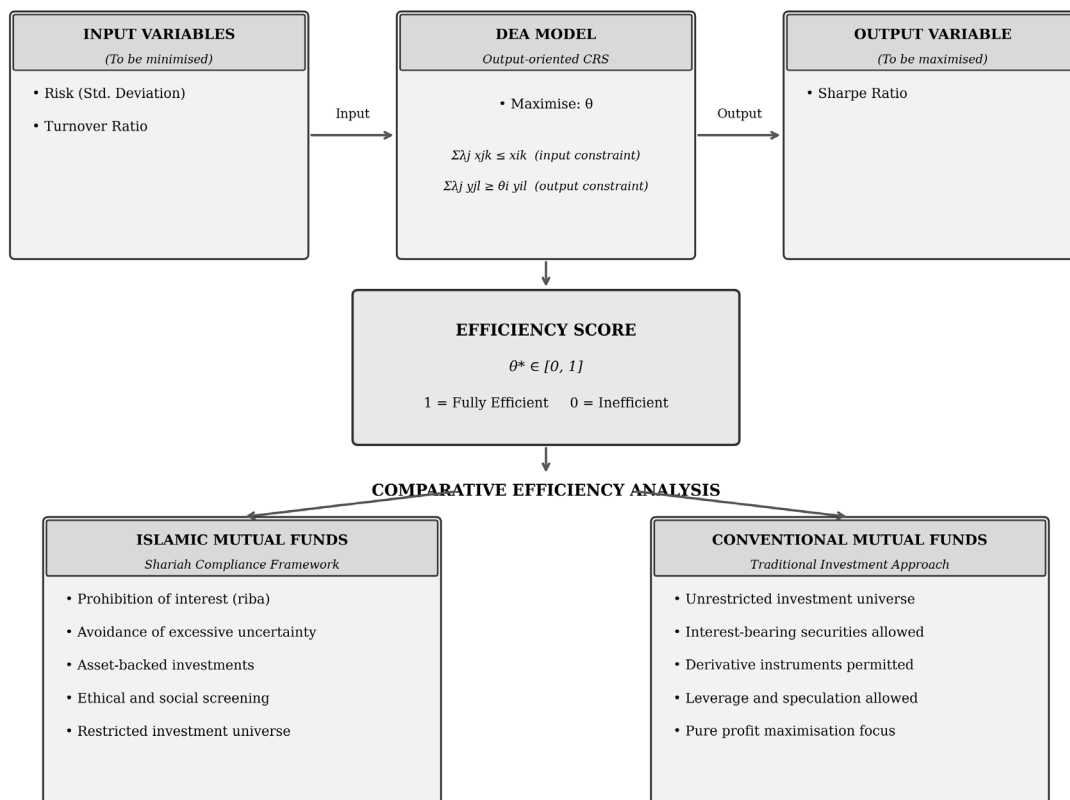 INPUT VARIABLES
(To be minimised)
• Risk (Std. Deviation)
• Turnover Ratio
Input
DEA MODEL
Output-oriented CRS
• Maximise: θ
Σλj xjk ≤ xik  (input constraint)
Σλj yjl ≥ θi yil  (output constraint)
Output
OUTPUT VARIABLE
(To be maximised)
• Sharpe Ratio
EFFICIENCY SCORE
θ* ∈ [0, 1]
1 = Fully Efficient     0 = Inefficient
COMPARATIVE EFFICIENCY ANALYSIS
ISLAMIC MUTUAL FUNDS
Shariah Compliance Framework
• Prohibition of interest (riba)
• Avoidance of excessive uncertainty
• Asset-backed investments
• Ethical and social screening
• Restricted investment universe
CONVENTIONAL MUTUAL FUNDS
Traditional Investment Approach
• Unrestricted investment universe
• Interest-bearing securities allowed
• Derivative instruments permitted
• Leverage and speculation allowed
• Pure profit maximisation focus